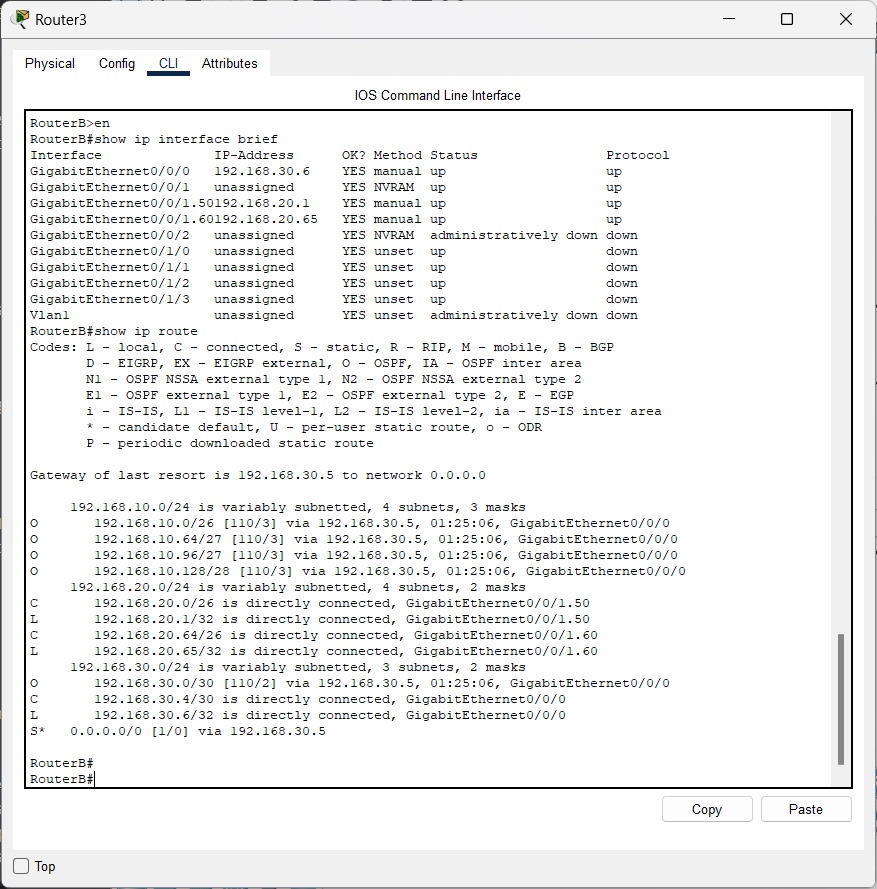 Router3
Physical Config CLI Attributes
IOS Command Line Interface
RouterB>en
RouterB#show ip interface brief
Interface              IP-Address      OK? Method Status                Protocol
GigabitEthernet0/0/0   192.168.30.6    YES manual up                    up
GigabitEthernet0/0/1   unassigned      YES NVRAM  up                    up
GigabitEthernet0/0/1.50192.168.20.1    YES manual up                    up
GigabitEthernet0/0/1.60192.168.20.65   YES manual up                    up
GigabitEthernet0/0/2   unassigned      YES NVRAM  administratively down down
GigabitEthernet0/1/0   unassigned      YES unset  up                    down
GigabitEthernet0/1/1   unassigned      YES unset  up                    down
GigabitEthernet0/1/2   unassigned      YES unset  up                    down
GigabitEthernet0/1/3   unassigned      YES unset  up                    down
Vlan1                  unassigned      YES unset  administratively down down
RouterB#show ip route
Codes: L - local, C - connected, S - static, R - RIP, M - mobile, B - BGP
       D - EIGRP, EX - EIGRP external, O - OSPF, IA - OSPF inter area
       N1 - OSPF NSSA external type 1, N2 - OSPF NSSA external type 2
       E1 - OSPF external type 1, E2 - OSPF external type 2, E - EGP
       i - IS-IS, L1 - IS-IS level-1, L2 - IS-IS level-2, ia - IS-IS inter area
       * - candidate default, U - per-user static route, o - ODR
       P - periodic downloaded static route
Gateway of last resort is 192.168.30.5 to network 0.0.0.0
     192.168.10.0/24 is variably subnetted, 4 subnets, 3 masks
O       192.168.10.0/26 [110/3] via 192.168.30.5, 01:25:06, GigabitEthernet0/0/0
O       192.168.10.64/27 [110/3] via 192.168.30.5, 01:25:06, GigabitEthernet0/0/0
O       192.168.10.96/27 [110/3] via 192.168.30.5, 01:25:06, GigabitEthernet0/0/0
O       192.168.10.128/28 [110/3] via 192.168.30.5, 01:25:06, GigabitEthernet0/0/0
     192.168.20.0/24 is variably subnetted, 4 subnets, 2 masks
C       192.168.20.0/26 is directly connected, GigabitEthernet0/0/1.50
L       192.168.20.1/32 is directly connected, GigabitEthernet0/0/1.50
C       192.168.20.64/26 is directly connected, GigabitEthernet0/0/1.60
L       192.168.20.65/32 is directly connected, GigabitEthernet0/0/1.60
     192.168.30.0/24 is variably subnetted, 3 subnets, 2 masks
O       192.168.30.0/30 [110/2] via 192.168.30.5, 01:25:06, GigabitEthernet0/0/0
C       192.168.30.4/30 is directly connected, GigabitEthernet0/0/0
L       192.168.30.6/32 is directly connected, GigabitEthernet0/0/0
S*   0.0.0.0/0 [1/0] via 192.168.30.5
RouterB#
RouterB#
Copy Paste
Top